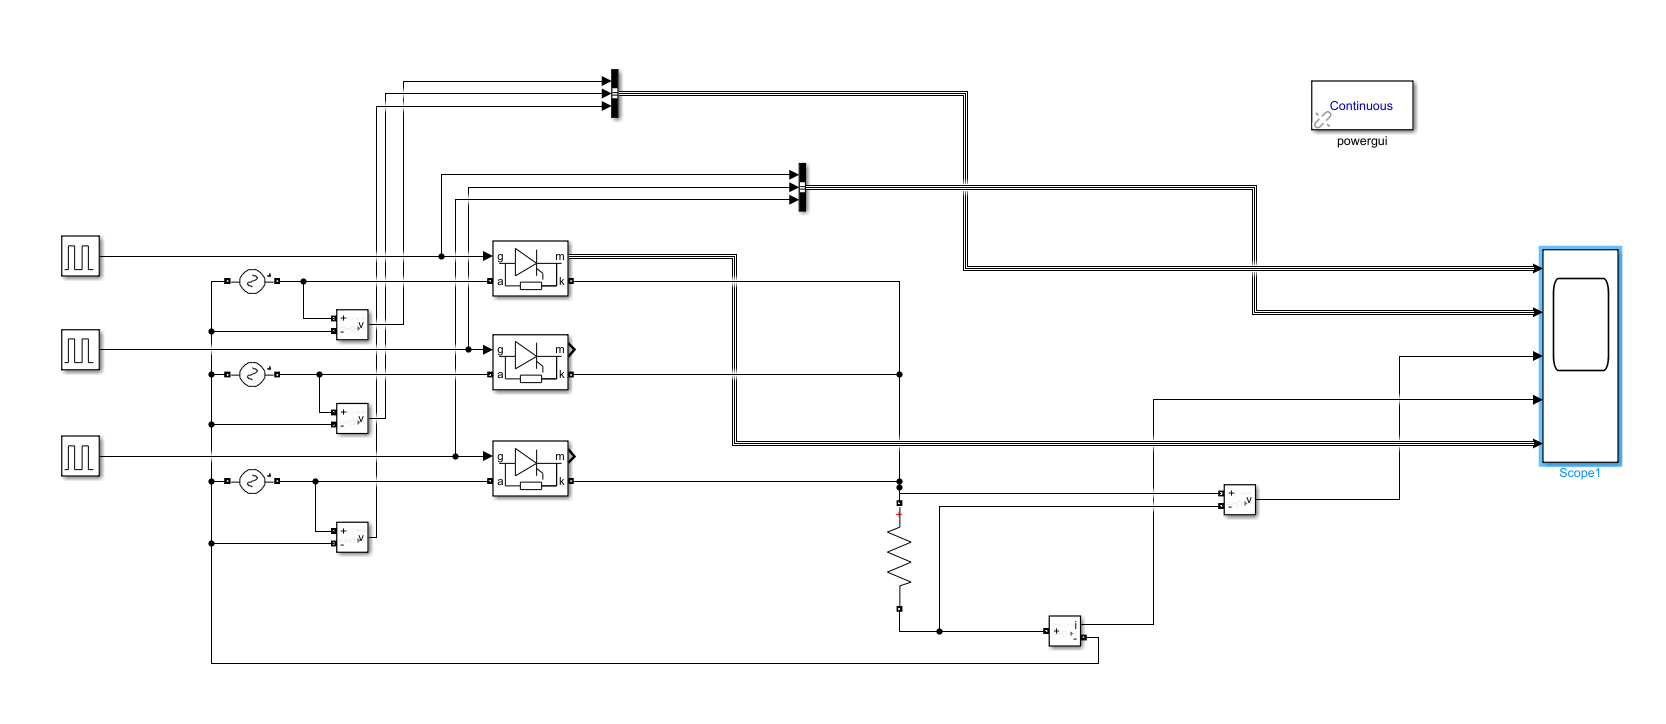 Continuous
powergui
g
m
a
k
+
-
v
g
m
a
k
+
-
v
g
m
a
k
+
-
v
Scope1
+
-
v
+
i
+
-